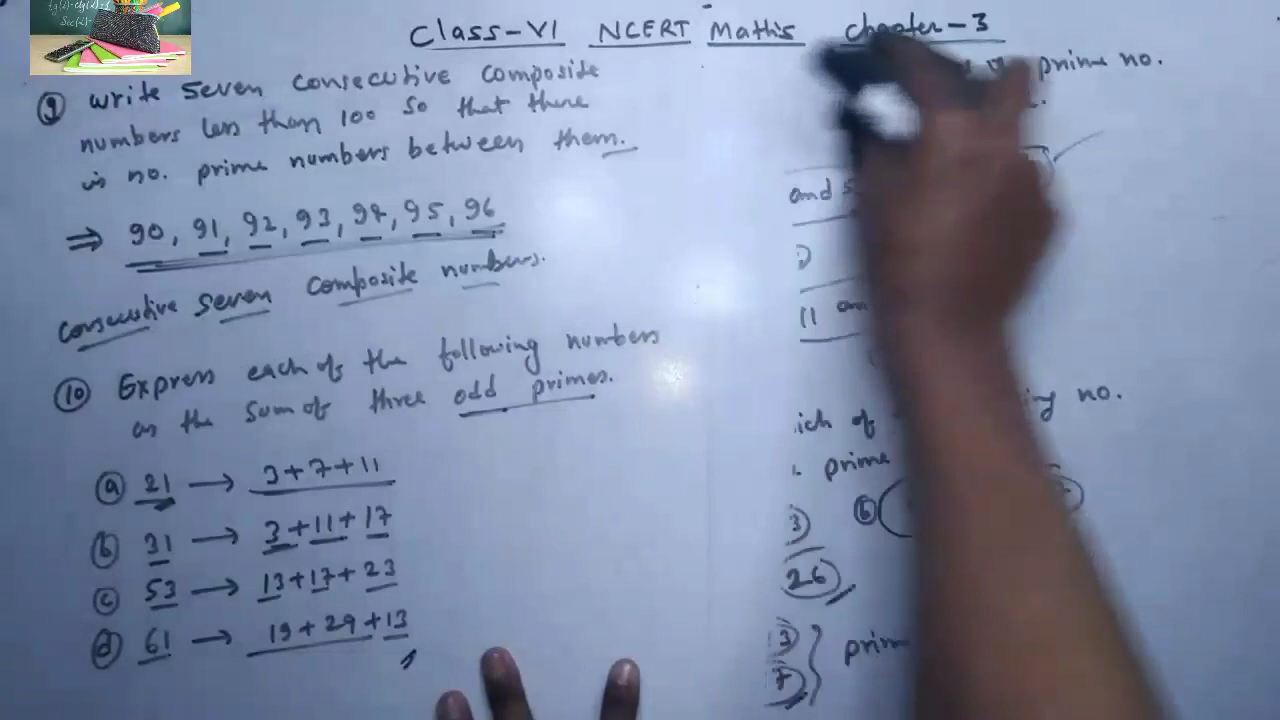 Class-VI NCERT Maths chapter-3
⑨ write seven consecutive composite
numbers less than 100 so that there
is no. prime numbers between them.
⇒ 90, 91, 92, 93, 94, 95, 96
consecutive seven composite numbers.
⑩ Express each of the following numbers
as the sum of three odd primes.
ⓐ 21 → 3+7+11
ⓑ 31 → 3+11+17
ⓒ 53 → 13+17+23
ⓓ 61 → 19+29+13
prime no.
and
11
ich of
no.
prime
ⓑ
3
26
3
7
prime